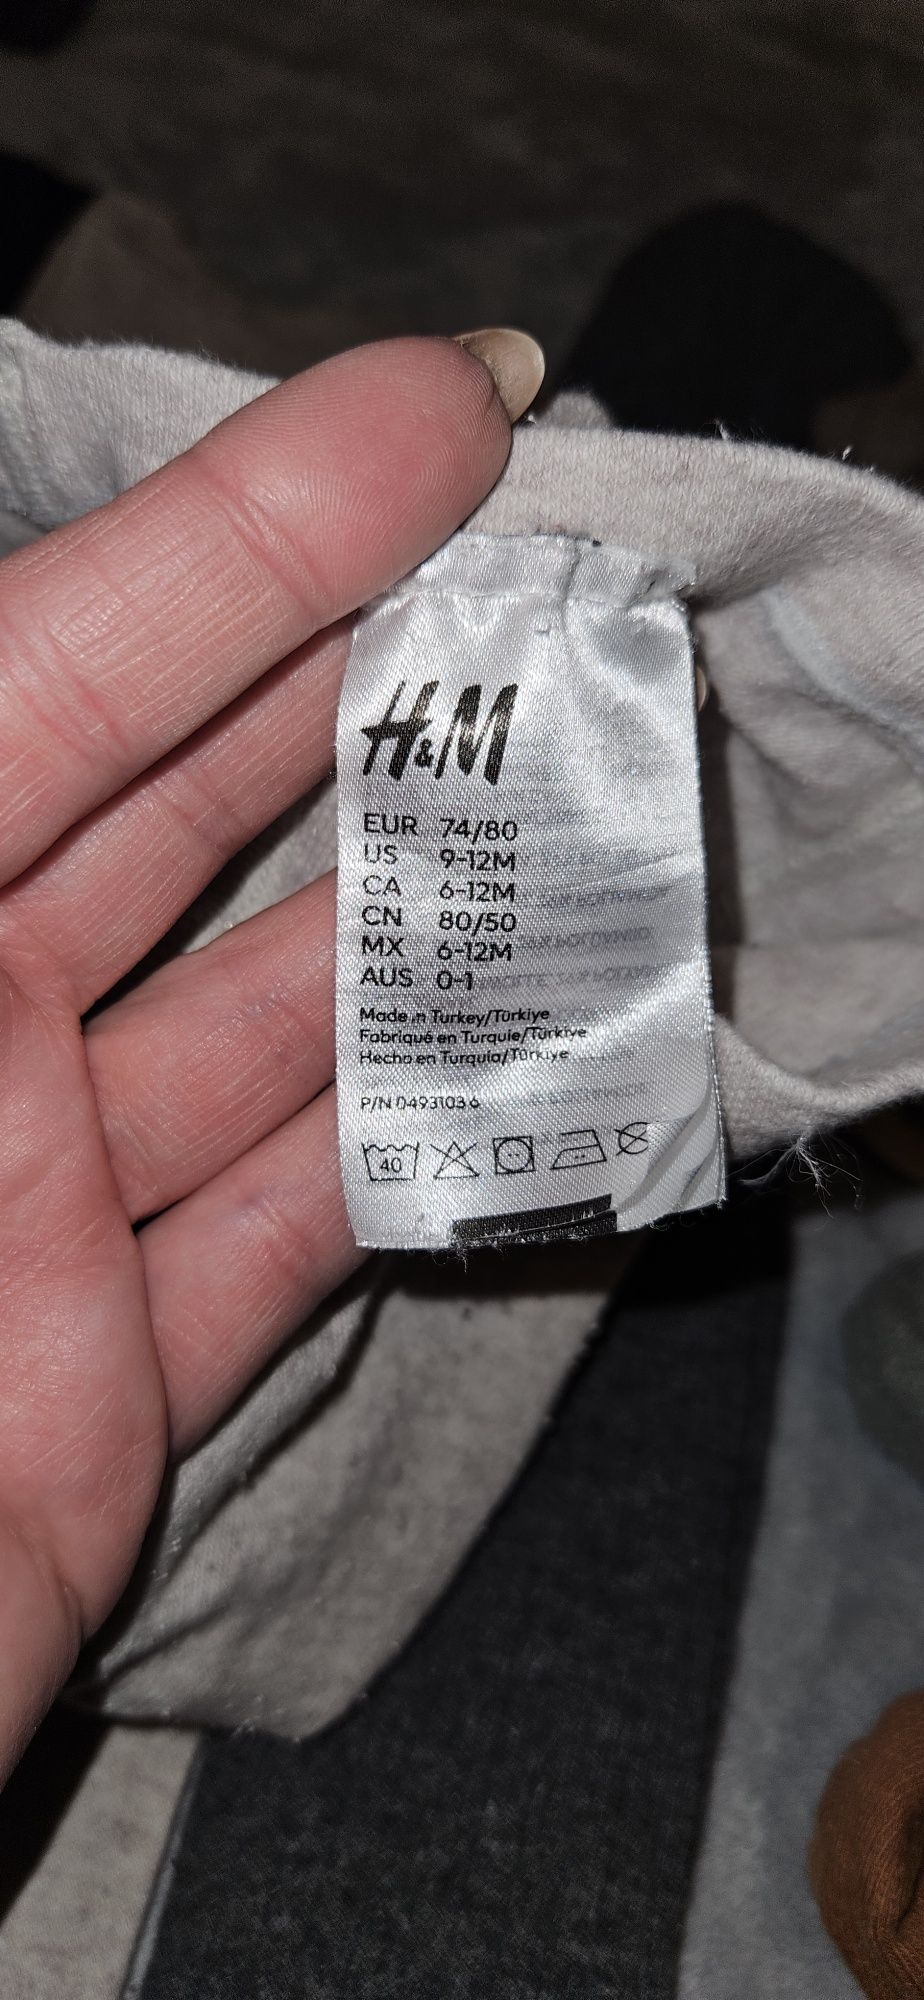 H&M
EUR 74/80
US 9-12M
CA 6-12M
CN 80/50
MX 6-12M
AUS 0-1
Made in Turkey/Türkiye
Fabriqué en Turquie/Türkiye
Hecho en Turquía/Türkiye
P/N 0493103 6
40